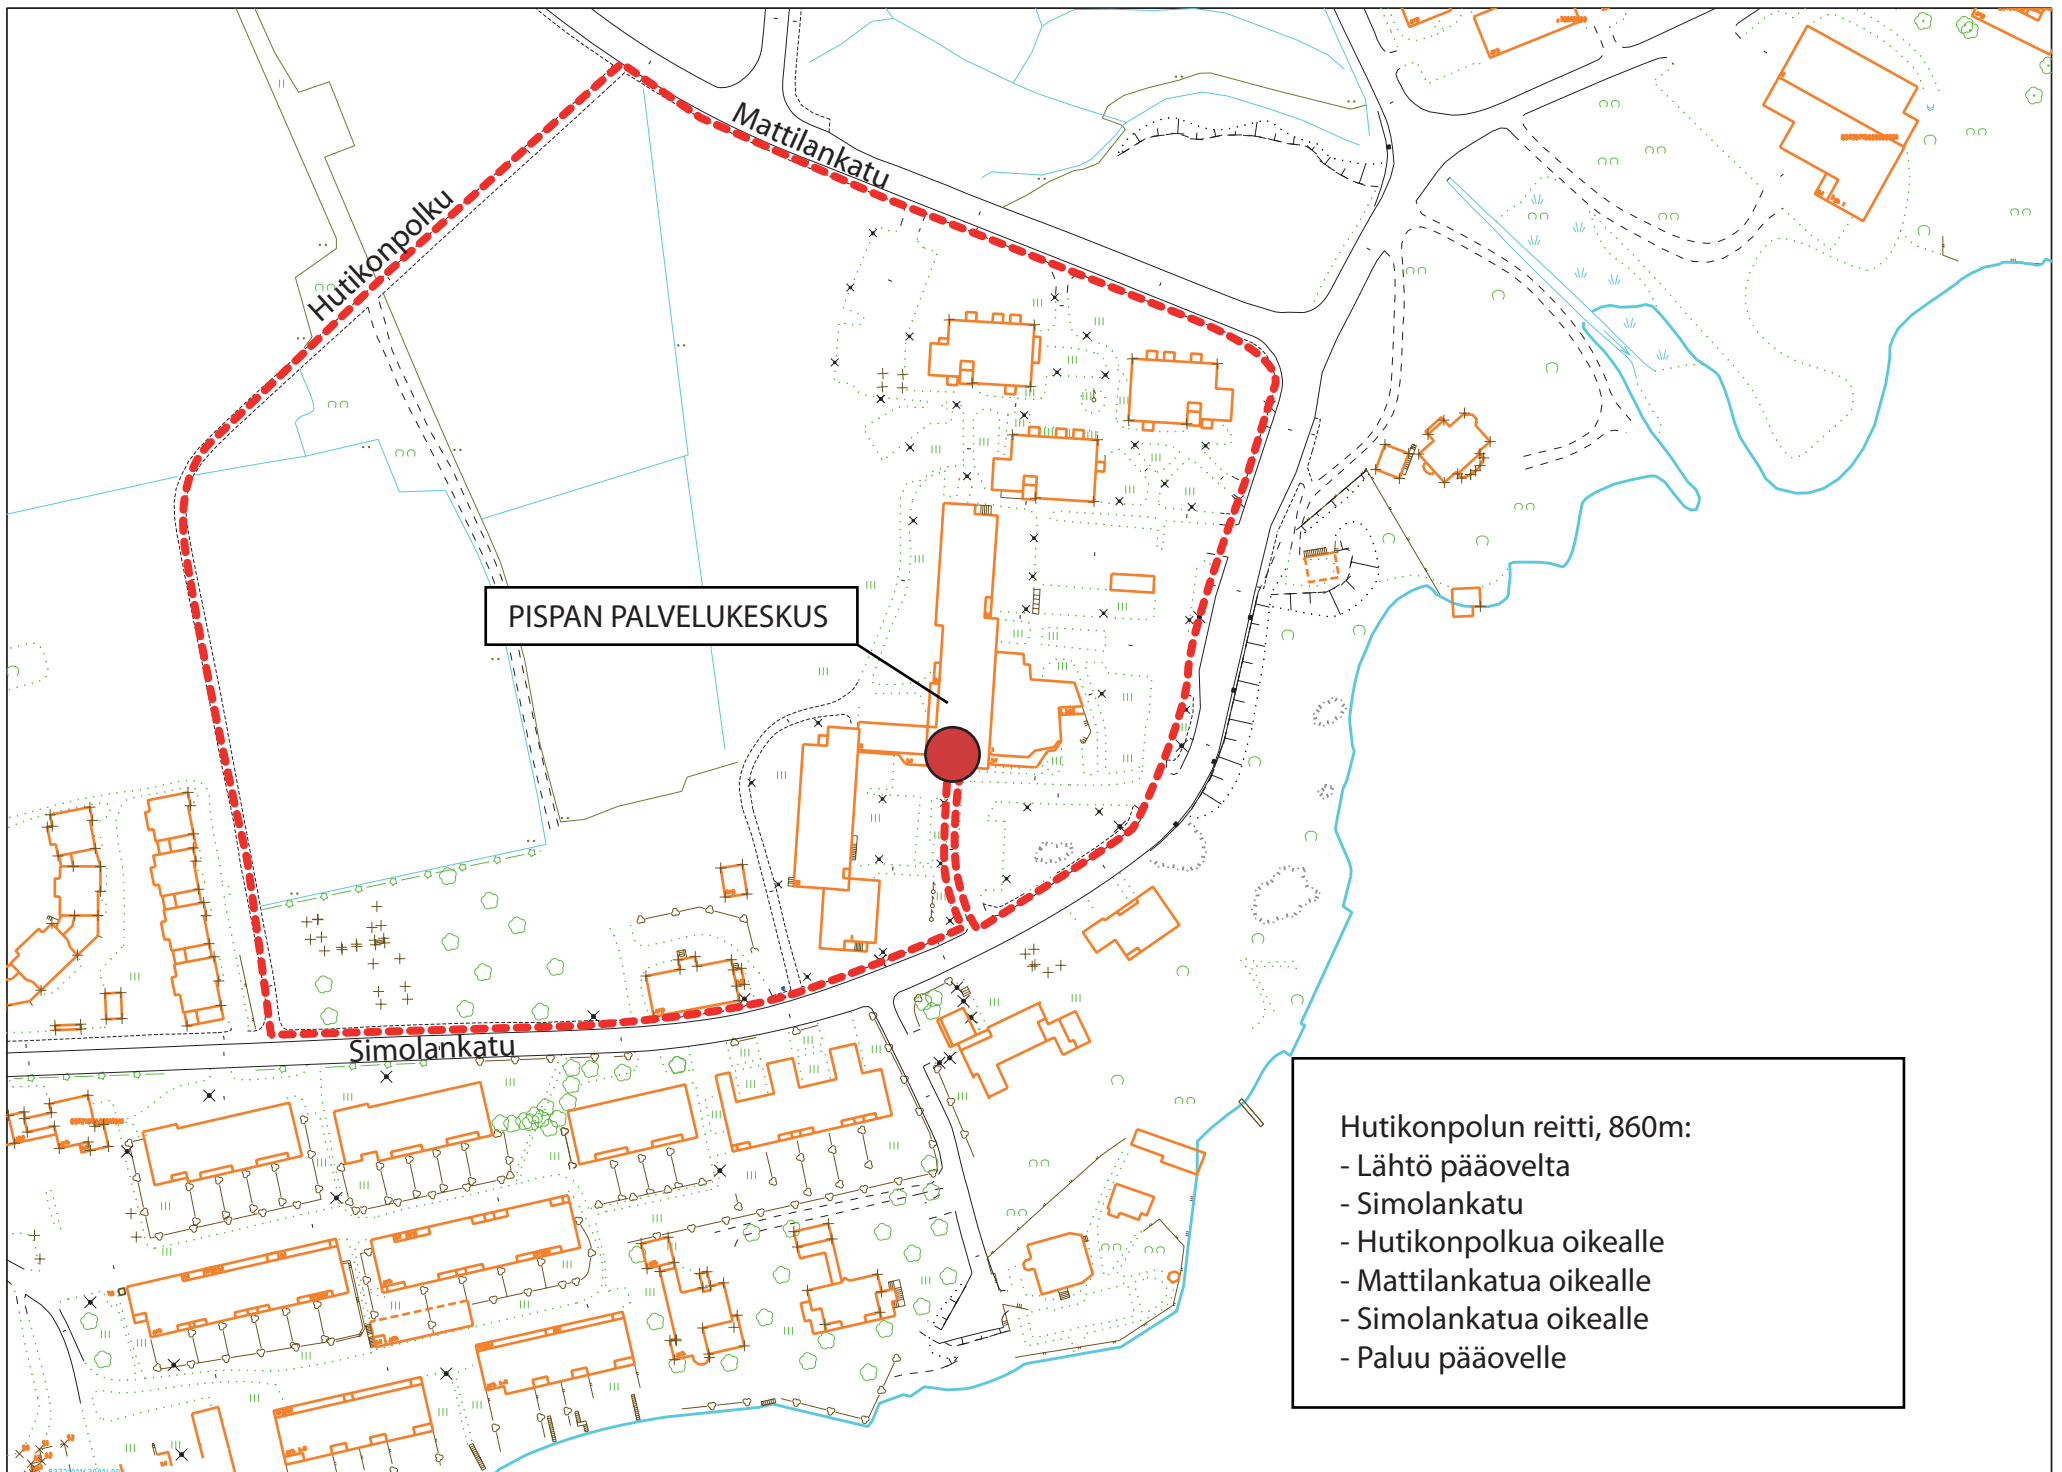 Mattilankatu
Hutikonpolku
PISPAN PALVELUKESKUS
Simolankatu
Hutikonpolun reitti, 860m:
- Lähtö pääovelta
- Simolankatu
- Hutikonpolkua oikealle
- Mattilankatua oikealle
- Simolankatua oikealle
- Paluu pääovelle